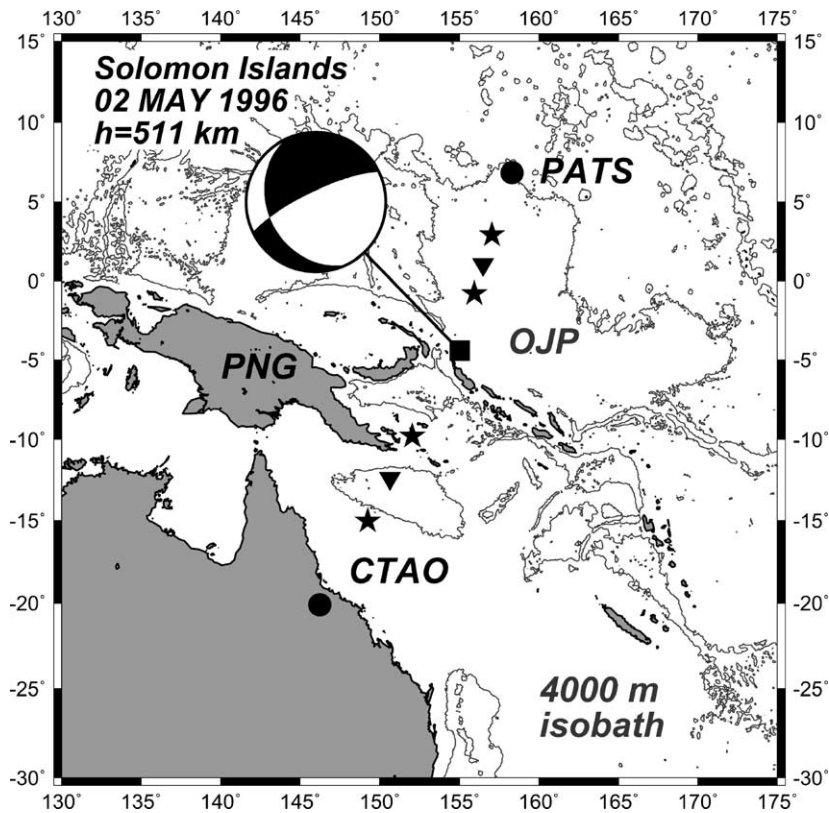 130˚ 135˚ 140˚ 145˚ 150˚ 155˚ 160˚ 165˚ 170˚ 175˚
15˚ 15˚
Solomon Islands
02 MAY 1996
h=511 km
10˚ 10˚
PATS
5˚ 5˚
0˚ 0˚
OJP
PNG
-5˚ -5˚
-10˚ -10˚
-15˚ -15˚
CTAO
-20˚ -20˚
4000 m
isobath
-25˚ -25˚
-30˚ -30˚
130˚ 135˚ 140˚ 145˚ 150˚ 155˚ 160˚ 165˚ 170˚ 175˚